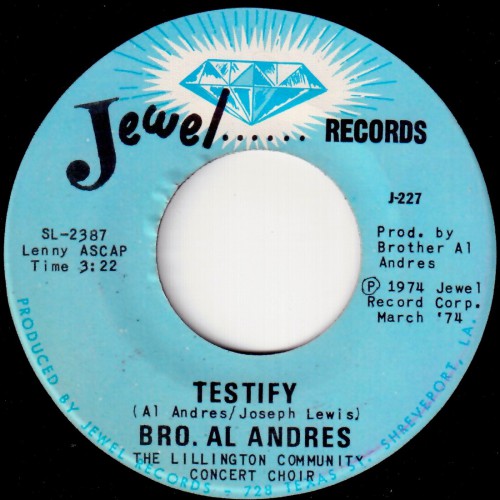 Jewel...... RECORDS
J-227
SL-2387
Lenny ASCAP
Time 3:22
Prod. by
Brother Al
Andres
Ⓟ 1974 Jewel
Record Corp.
March '74
TESTIFY
(Al Andres/Joseph Lewis)
BRO. AL ANDRES
THE LILLINGTON COMMUNITY
CONCERT CHOIR
PRODUCED BY JEWEL RECORDS - 728 TEXAS ST. SHREVEPORT, LA.